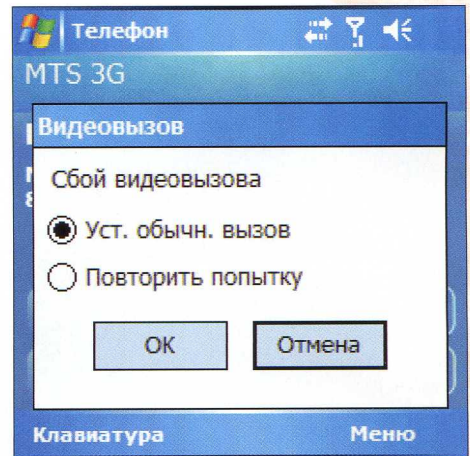 Телефон
MTS 3G
Видеовызов
Сбой видеовызова
Уст. обычн. вызов
Повторить попытку
OK
Отмена
Клавиатура
Меню